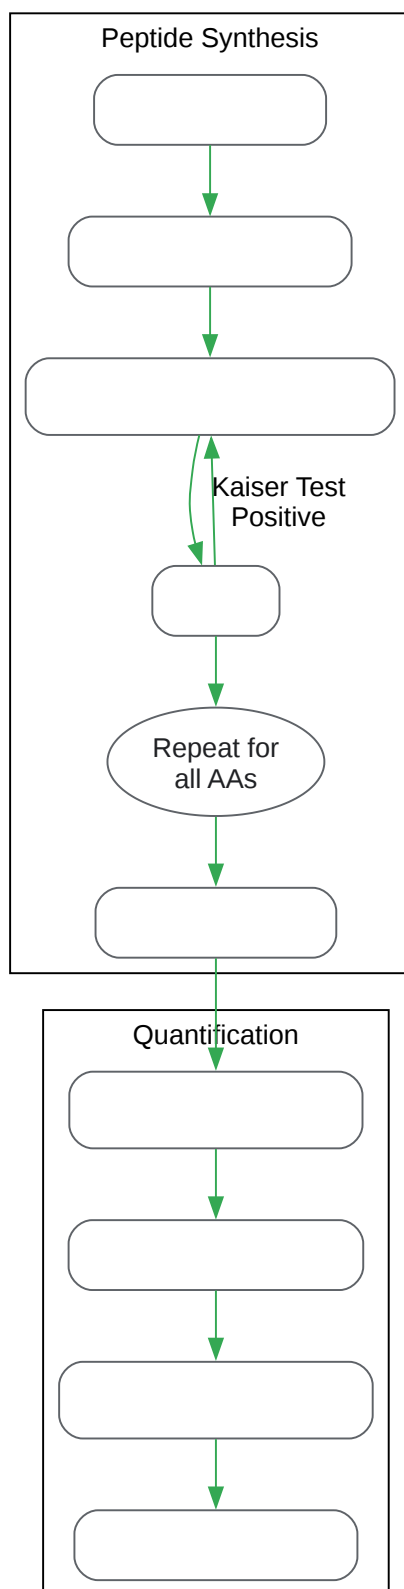 Peptide Synthesis
Kaiser Test
Positive
Repeat for
all AAs
Quantification